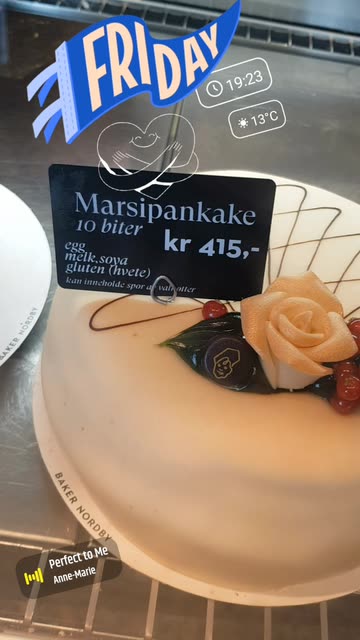 FRIDAY
19:23
13°C
Marsipankake
10 biter
kr 415,-
egg
melk,soya
gluten (hvete)
kan inneholde spor av valnøtter
BAKER NORDBY
BAKER NORDBY
Perfect to Me
Anne-Marie